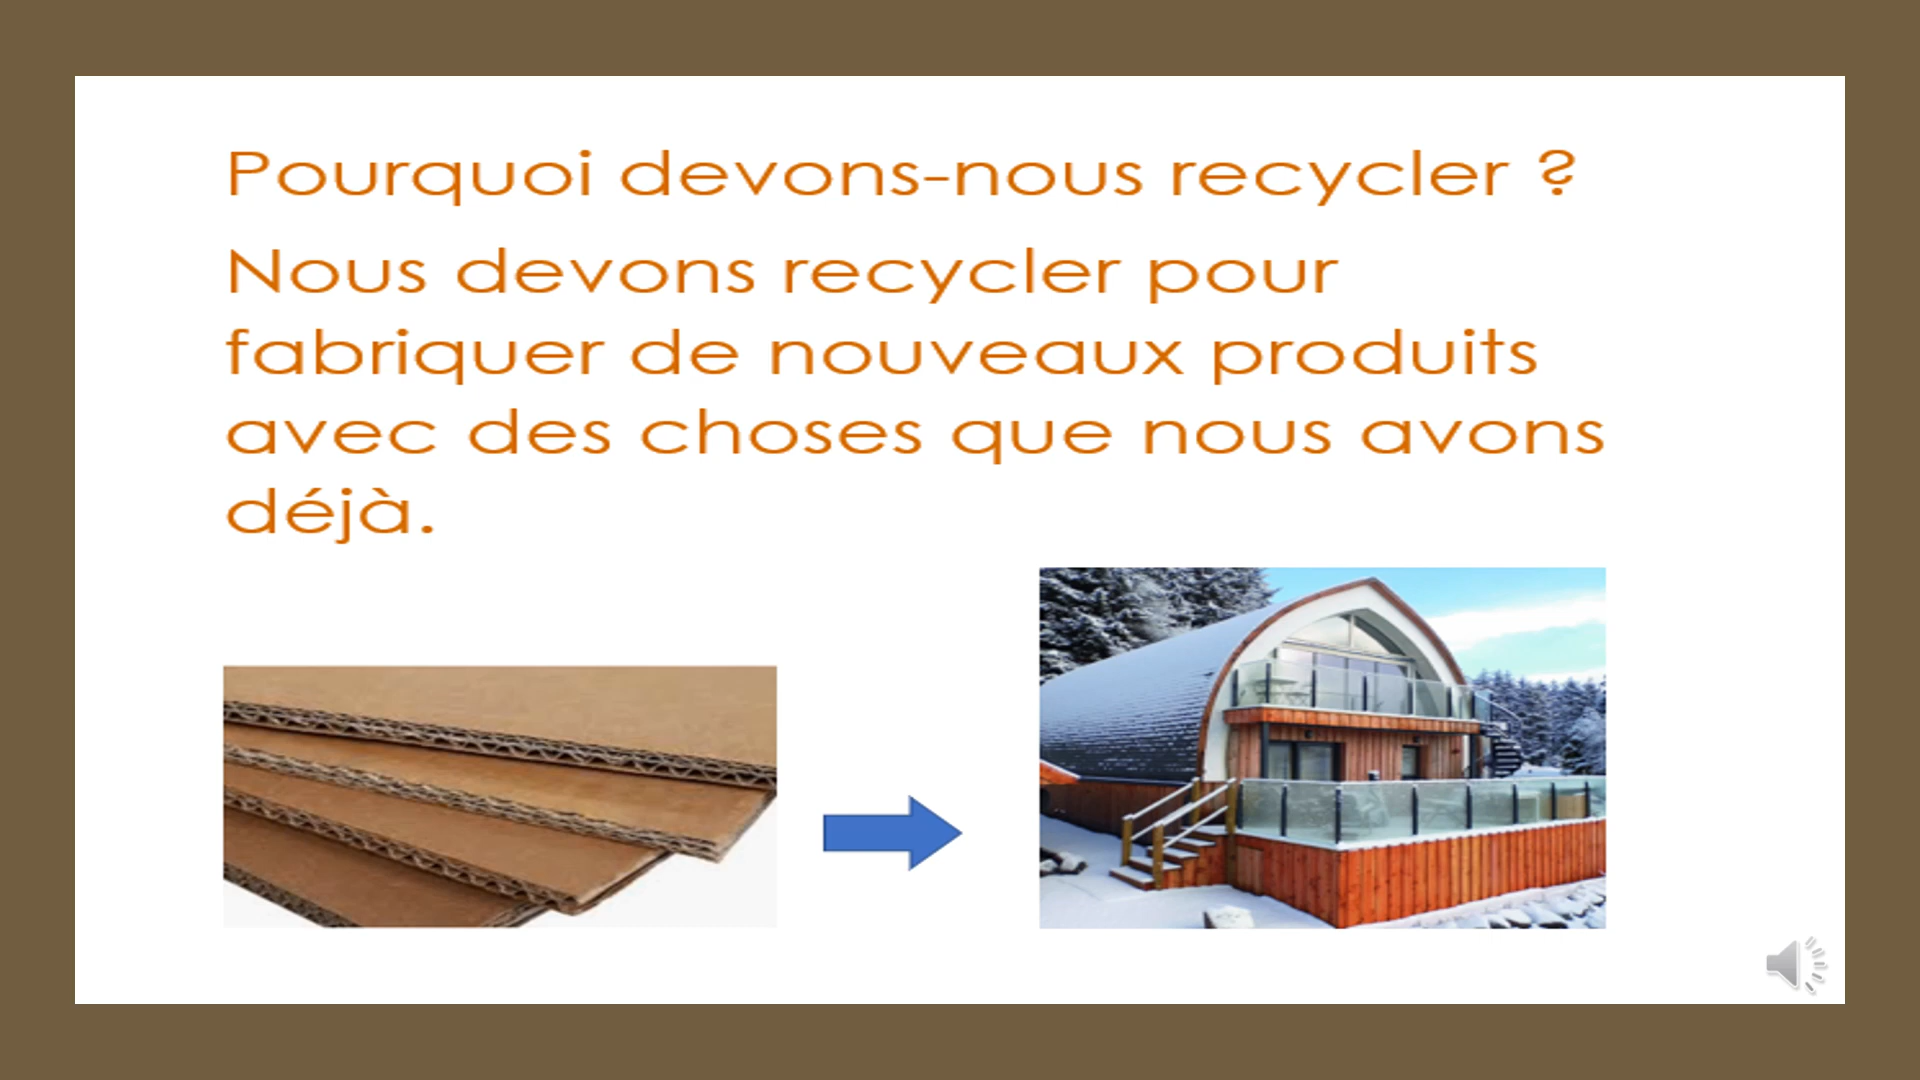 Pourquoi devons-nous recycler ?
Nous devons recycler pour
fabriquer de nouveaux produits
avec des choses que nous avons
déjà.